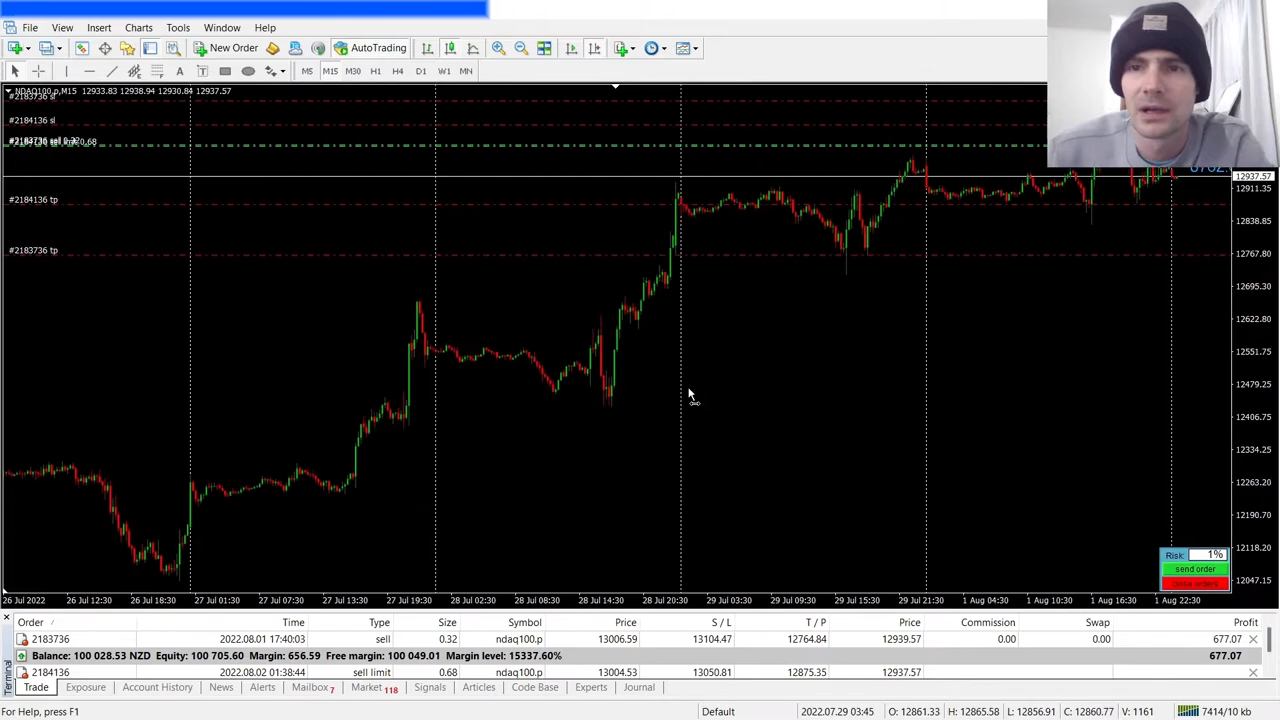 File View Insert Charts Tools Window Help
New Order AutoTrading
M5 M15 M30 H1 H4 D1 W1 MN
NDAQ100.p,M15 12933.83 12938.94 12930.84 12937.57
#2183736 sl
#2184136 sl
#2184136 tp
#2183736 tp
12937.57
12911.35
12838.85
12767.80
12695.30
12622.80
12551.75
12479.25
12406.75
12334.25
12263.20
12190.70
12118.20
12047.15
Risk: 1%
send order
close orders
26 Jul 2022 26 Jul 12:30 26 Jul 18:30 27 Jul 01:30 27 Jul 07:30 27 Jul 13:30 27 Jul 19:30 28 Jul 02:30 28 Jul 08:30 28 Jul 14:30 28 Jul 20:30 29 Jul 03:30 29 Jul 09:30 29 Jul 15:30 29 Jul 21:30 1 Aug 04:30 1 Aug 10:30 1 Aug 16:30 1 Aug 22:30
Order Time Type Size Symbol Price S / L T / P Price Commission Swap Profit
2183736 2022.08.01 17:40:03 sell 0.32 ndaq100.p 13006.59 13104.47 12764.84 12939.57 0.00 0.00 677.07
Balance: 100 028.53 NZD Equity: 100 705.60 Margin: 656.59 Free margin: 100 049.01 Margin level: 15337.60% 677.07
2184136 2022.08.02 01:38:44 sell limit 0.68 ndaq100.p 13004.53 13050.81 12875.35 12937.57
Terminal
Trade Exposure Account History News Alerts Mailbox 7 Market 118 Signals Articles Code Base Experts Journal
For Help, press F1 Default 2022.07.29 03:45 O: 12861.33 H: 12865.58 L: 12856.91 C: 12860.77 V: 1161 7414/10 kb